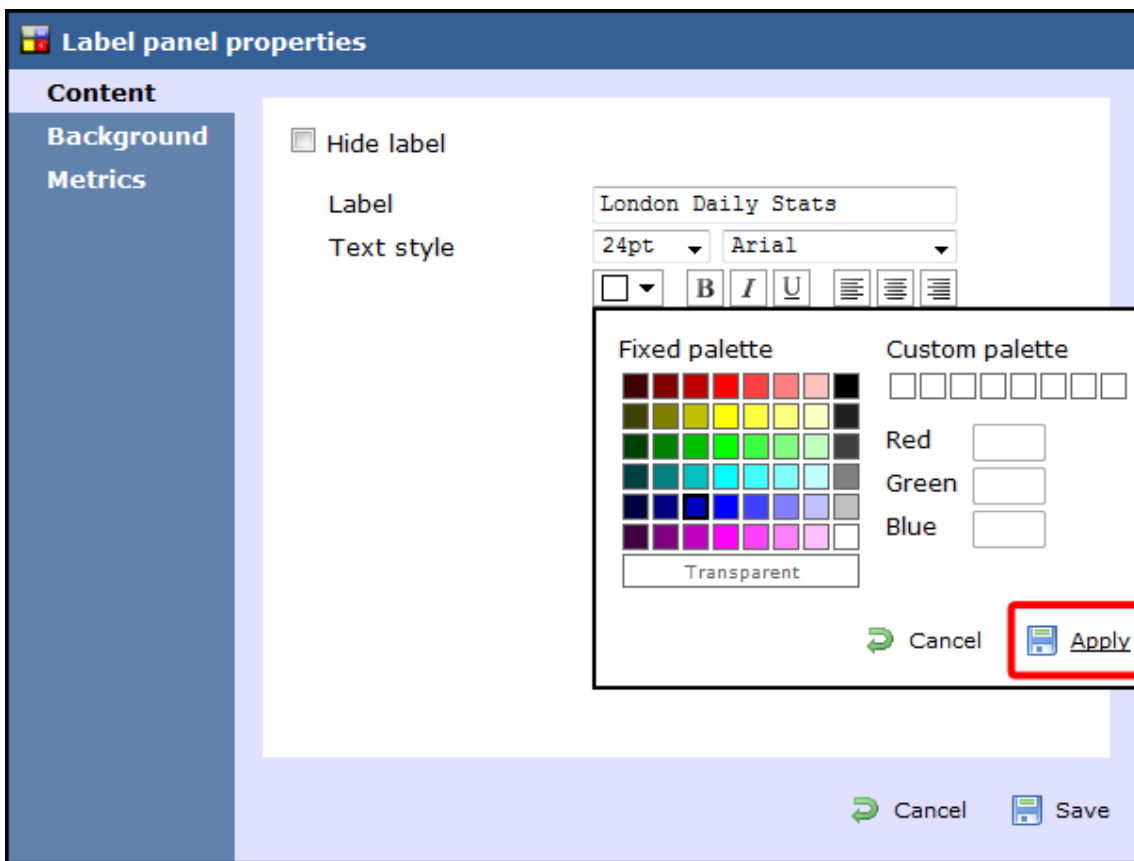 Label panel properties
Content
Background
Metrics
Hide label
Label
London Daily Stats
Text style
24pt
Arial
B I U
Fixed palette
Custom palette
Red
Green
Blue
Transparent
Cancel
Apply
Cancel
Save